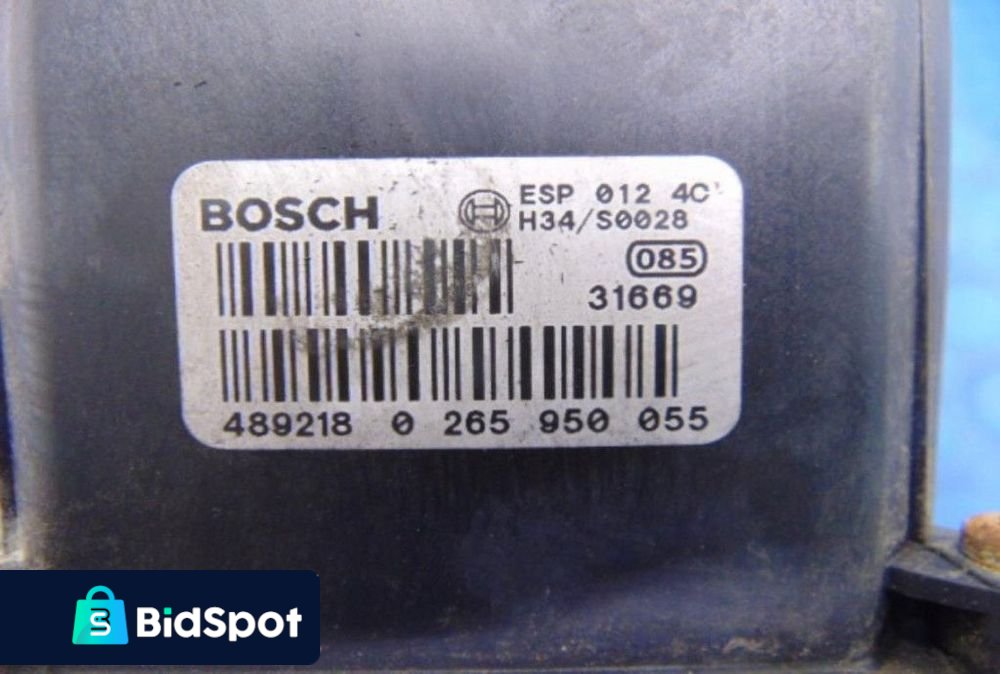 BOSCH
ESP 012 4C
H34/S0028
085
31669
489218 0 265 950 055
BidSpot